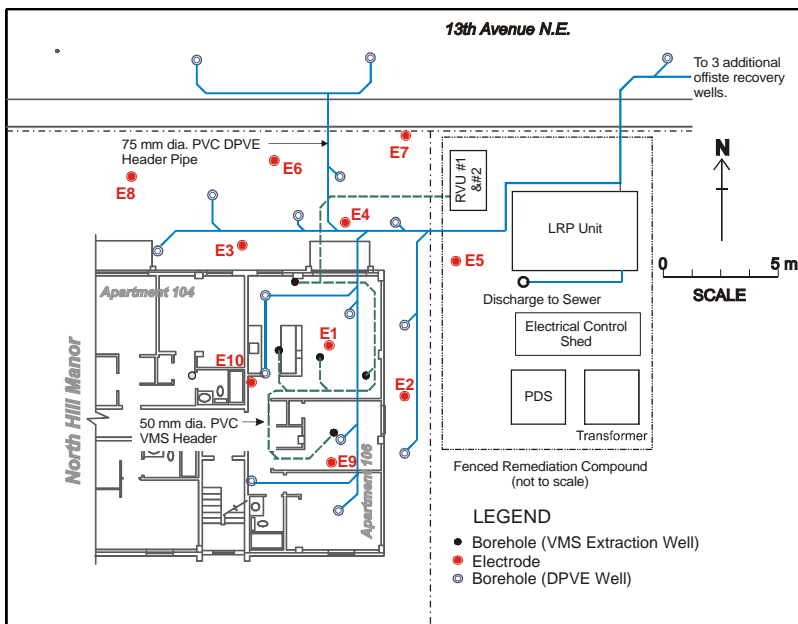 13th Avenue N.E.
To 3 additional
offiste recovery
wells.
75 mm dia. PVC DPVE
Header Pipe
E7
E6
E8
RVU #1
&#2
N
E4
E3
E5
LRP Unit
0 5 m
SCALE
Apartment 104
Discharge to Sewer
E1
Electrical Control
Shed
E10
E2
PDS
North Hill Manor
50 mm dia. PVC
VMS Header
Transformer
E9
Apartment 106
Fenced Remediation Compound
(not to scale)
LEGEND
Borehole (VMS Extraction Well)
Electrode
Borehole (DPVE Well)